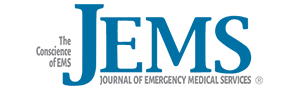 The
Conscience
of EMS
JEMS
JOURNAL OF EMERGENCY MEDICAL SERVICES ®